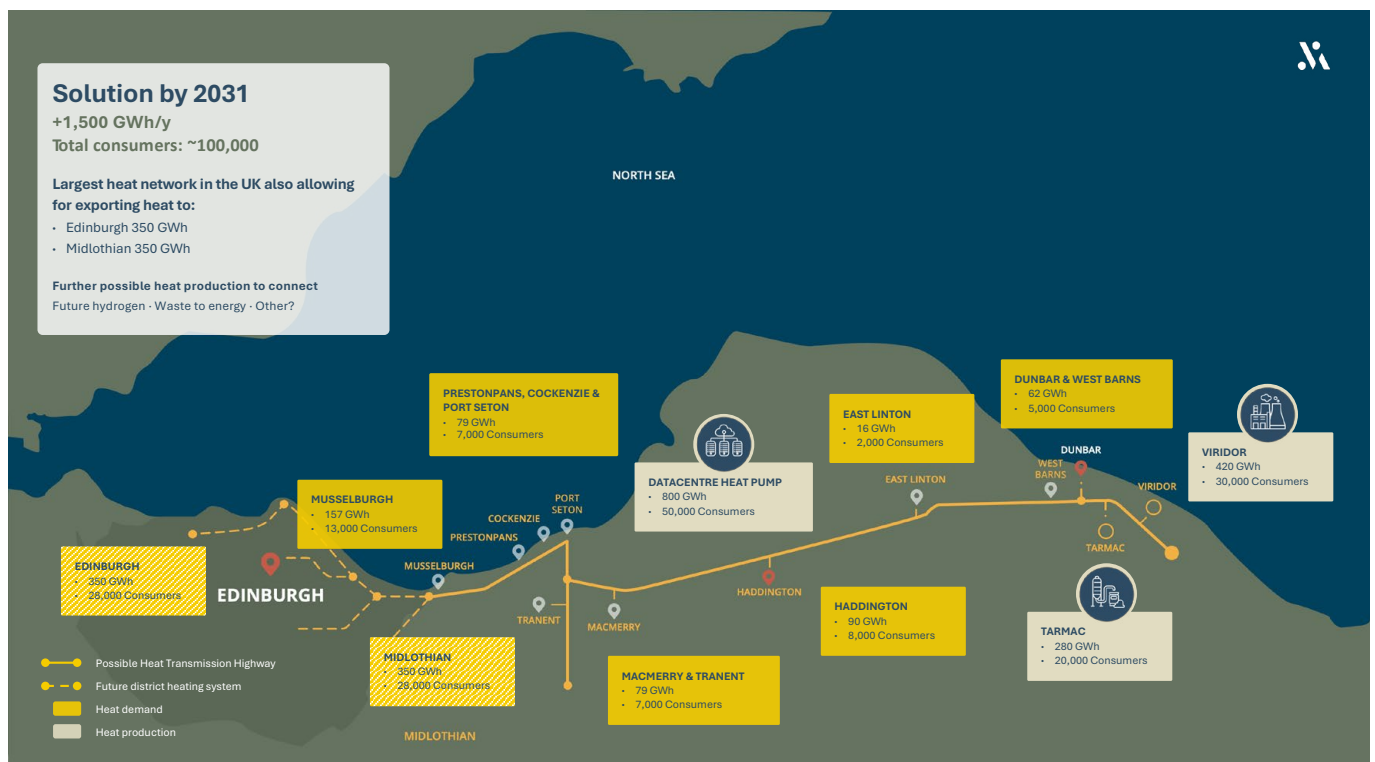 Solution by 2031
+1,500 GWh/y
Total consumers: ~100,000
Largest heat network in the UK also allowing
for exporting heat to:
• Edinburgh 350 GWh
• Midlothian 350 GWh
Further possible heat production to connect
Future hydrogen · Waste to energy · Other?
NORTH SEA
PRESTONPANS, COCKENZIE &
PORT SETON
• 79 GWh
• 7,000 Consumers
EAST LINTON
• 16 GWh
• 2,000 Consumers
DUNBAR & WEST BARNS
• 62 GWh
• 5,000 Consumers
VIRIDOR
• 420 GWh
• 30,000 Consumers
DATACENTRE HEAT PUMP
• 800 GWh
• 50,000 Consumers
MUSSELBURGH
• 157 GWh
• 13,000 Consumers
EDINBURGH
• 350 GWh
• 28,000 Consumers
EDINBURGH
MUSSELBURGH
PRESTONPANS
COCKENZIE
PORT
SETON
TRANENT
MACMERRY
HADDINGTON
EAST LINTON
WEST
BARNS
DUNBAR
TARMAC
VIRIDOR
MIDLOTHIAN
• 350 GWh
• 28,000 Consumers
MACMERRY & TRANENT
• 79 GWh
• 7,000 Consumers
HADDINGTON
• 90 GWh
• 8,000 Consumers
TARMAC
• 280 GWh
• 20,000 Consumers
MIDLOTHIAN
Possible Heat Transmission Highway
Future district heating system
Heat demand
Heat production